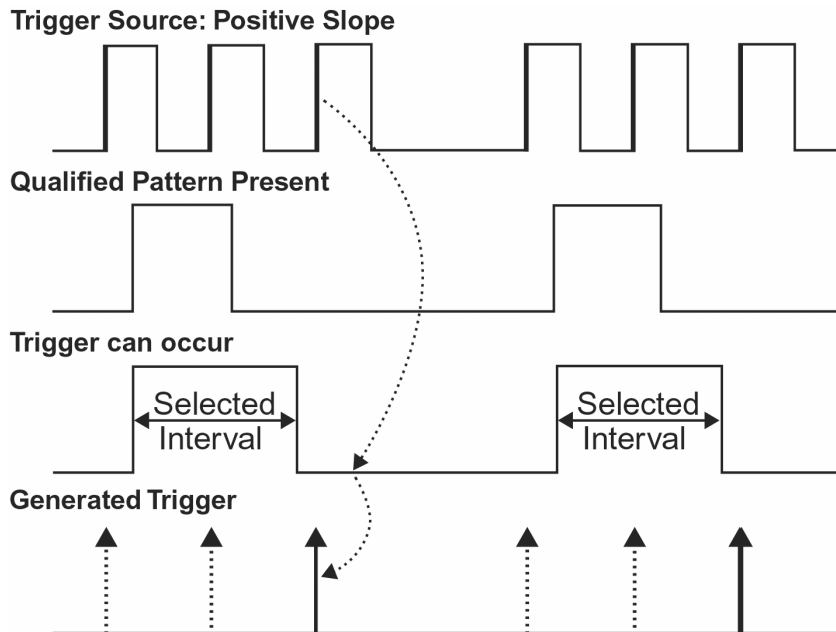 Trigger Source: Positive Slope
Qualified Pattern Present
Trigger can occur
Selected
Interval
Selected
Interval
Generated Trigger